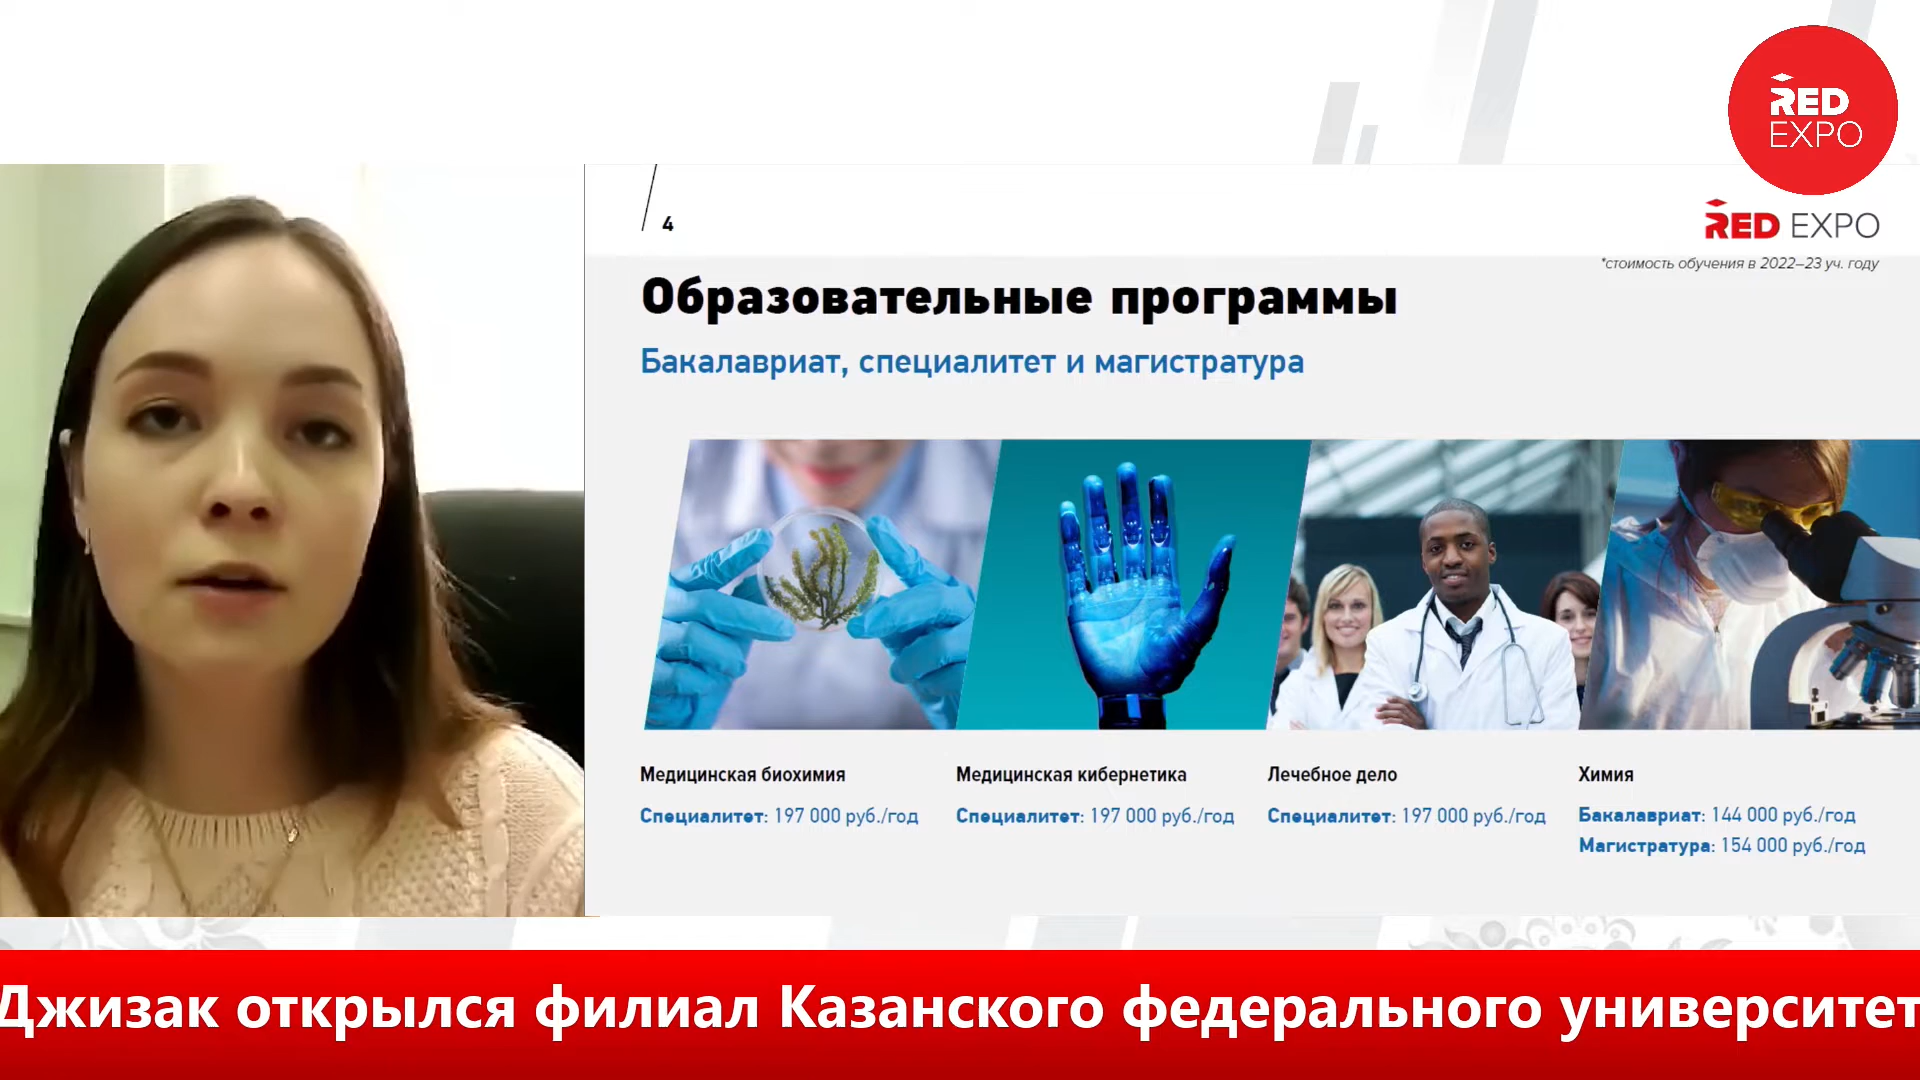 RED
EXPO
4
RED EXPO
*стоимость обучения в 2022–23 уч. году
Образовательные программы
Бакалавриат, специалитет и магистратура
Медицинская биохимия
Специалитет: 197 000 руб./год
Медицинская кибернетика
Специалитет: 197 000 руб./год
Лечебное дело
Специалитет: 197 000 руб./год
Химия
Бакалавриат: 144 000 руб./год
Магистратура: 154 000 руб./год
Джизак открылся филиал Казанского федерального университет